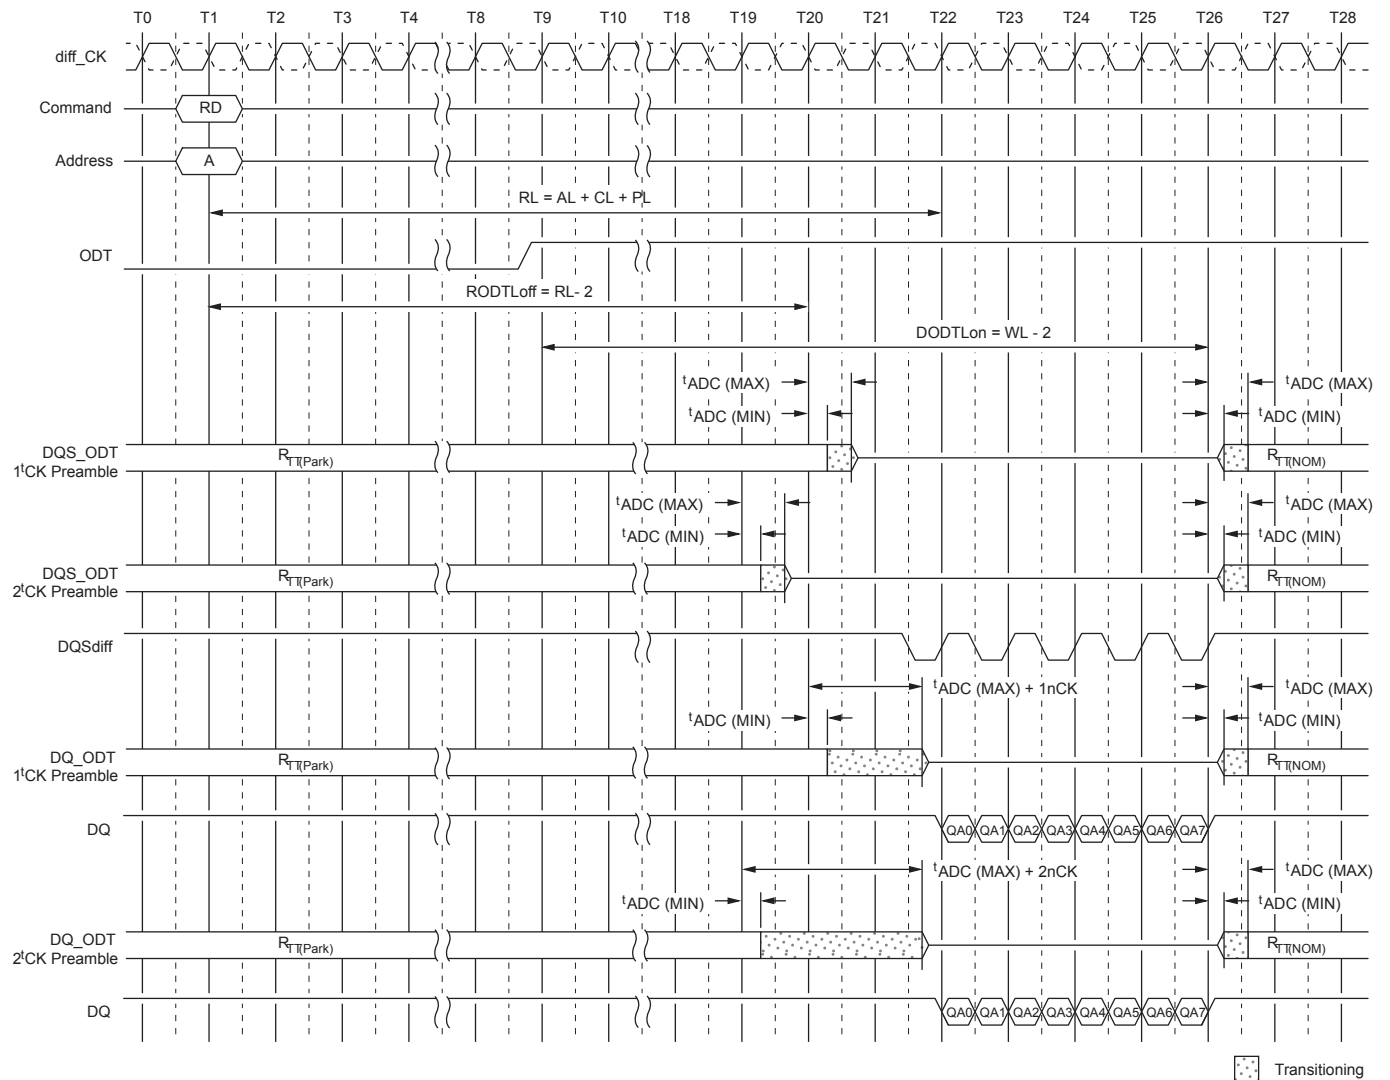 T0 T1 T2 T3 T4 T8 T9 T10 T18 T19 T20 T21 T22 T23 T24 T25 T26 T27 T28
diff_CK
Command RD
Address A
RL = AL + CL + PL
ODT
RODTLoff = RL- 2
DODTLon = WL - 2
tADC (MAX) tADC (MAX)
tADC (MIN) tADC (MIN)
DQS_ODT
1tCK Preamble
RTT(Park) RTT(NOM)
tADC (MAX) tADC (MAX)
tADC (MIN) tADC (MIN)
DQS_ODT
2tCK Preamble
RTT(Park) RTT(NOM)
DQSdiff
tADC (MAX) + 1nCK tADC (MAX)
tADC (MIN) tADC (MIN)
DQ_ODT
1tCK Preamble
RTT(Park) RTT(NOM)
DQ QA0 QA1 QA2 QA3 QA4 QA5 QA6 QA7
tADC (MAX) + 2nCK tADC (MAX)
tADC (MIN) tADC (MIN)
DQ_ODT
2tCK Preamble
RTT(Park) RTT(NOM)
DQ QA0 QA1 QA2 QA3 QA4 QA5 QA6 QA7
Transitioning